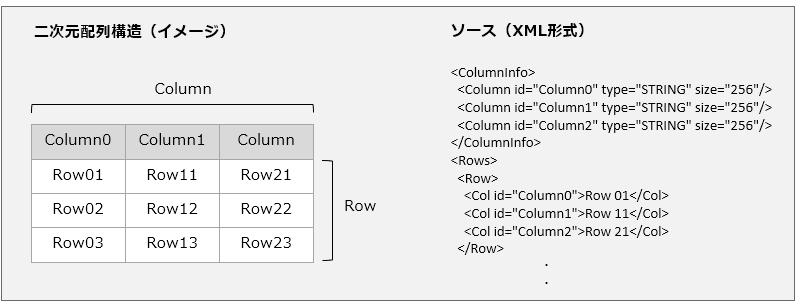 二次元配列構造（イメージ）
Column
Column0 Column1 Column
Row01 Row11 Row21
Row02 Row12 Row22
Row03 Row13 Row23
Row
ソース（XML形式）
<ColumnInfo>
<Column id="Column0" type="STRING" size="256"/>
<Column id="Column1" type="STRING" size="256"/>
<Column id="Column2" type="STRING" size="256"/>
</ColumnInfo>
<Rows>
<Row>
<Col id="Column0">Row 01</Col>
<Col id="Column1">Row 11</Col>
<Col id="Column2">Row 21</Col>
</Row>
.
.